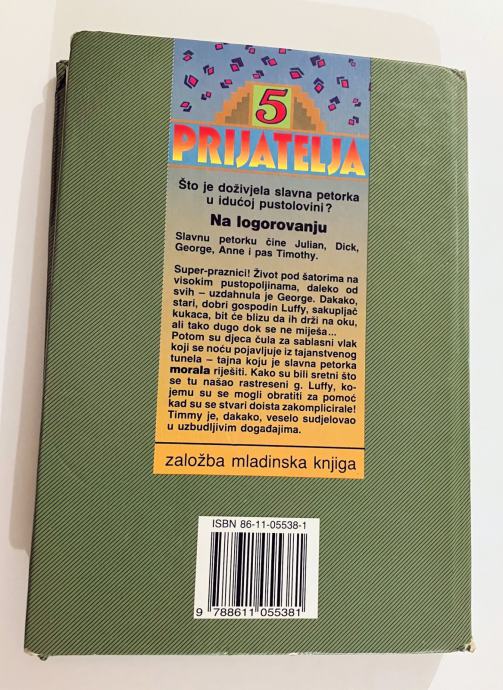 5
PRIJATELJA
Što je doživjela slavna petorka
u idućoj pustolovini?
Na logorovanju
Slavnu petorku čine Julian, Dick,
George, Anne i pas Timothy.
Super-praznici! Život pod šatorima na
visokim pustopoljinama, daleko od
svih – uzdahnula je George. Dakako,
stari, dobri gospodin Luffy, sakupljač
kukaca, bit će blizu da ih drži na oku,
ali tako dugo dok se ne miješa...
Potom su djeca čula za sablasni vlak
koji se noću pojavljuje iz tajanstvenog
tunela – tajna koju je slavna petorka
morala riješiti. Kako su bili sretni što
se tu našao rastreseni g. Luffy, ko-
jemu su se mogli obratiti za pomoć
kad su se stvari doista zakomplicirale!
Timmy je, dakako, veselo sudjelovao
u uzbudljivim događajima.
založba mladinska knjiga
ISBN 86-11-05538-1
9 788611 055381